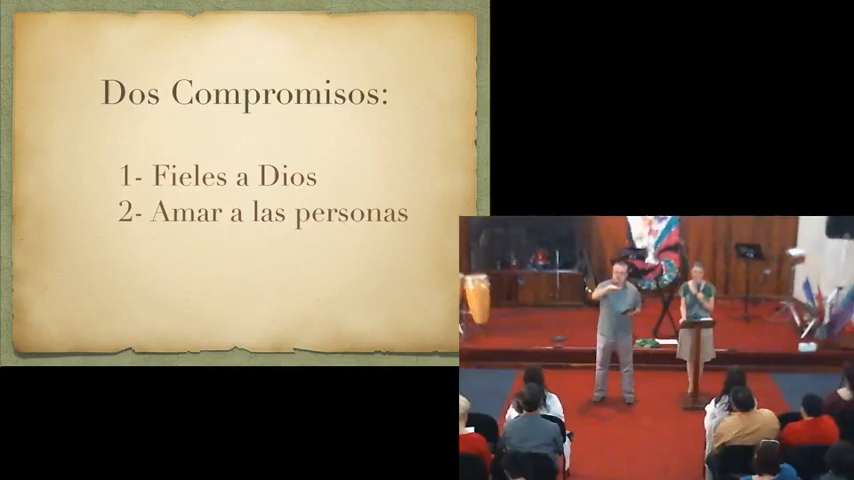 Dos Compromisos:
1- Fieles a Dios
2- Amar a las personas